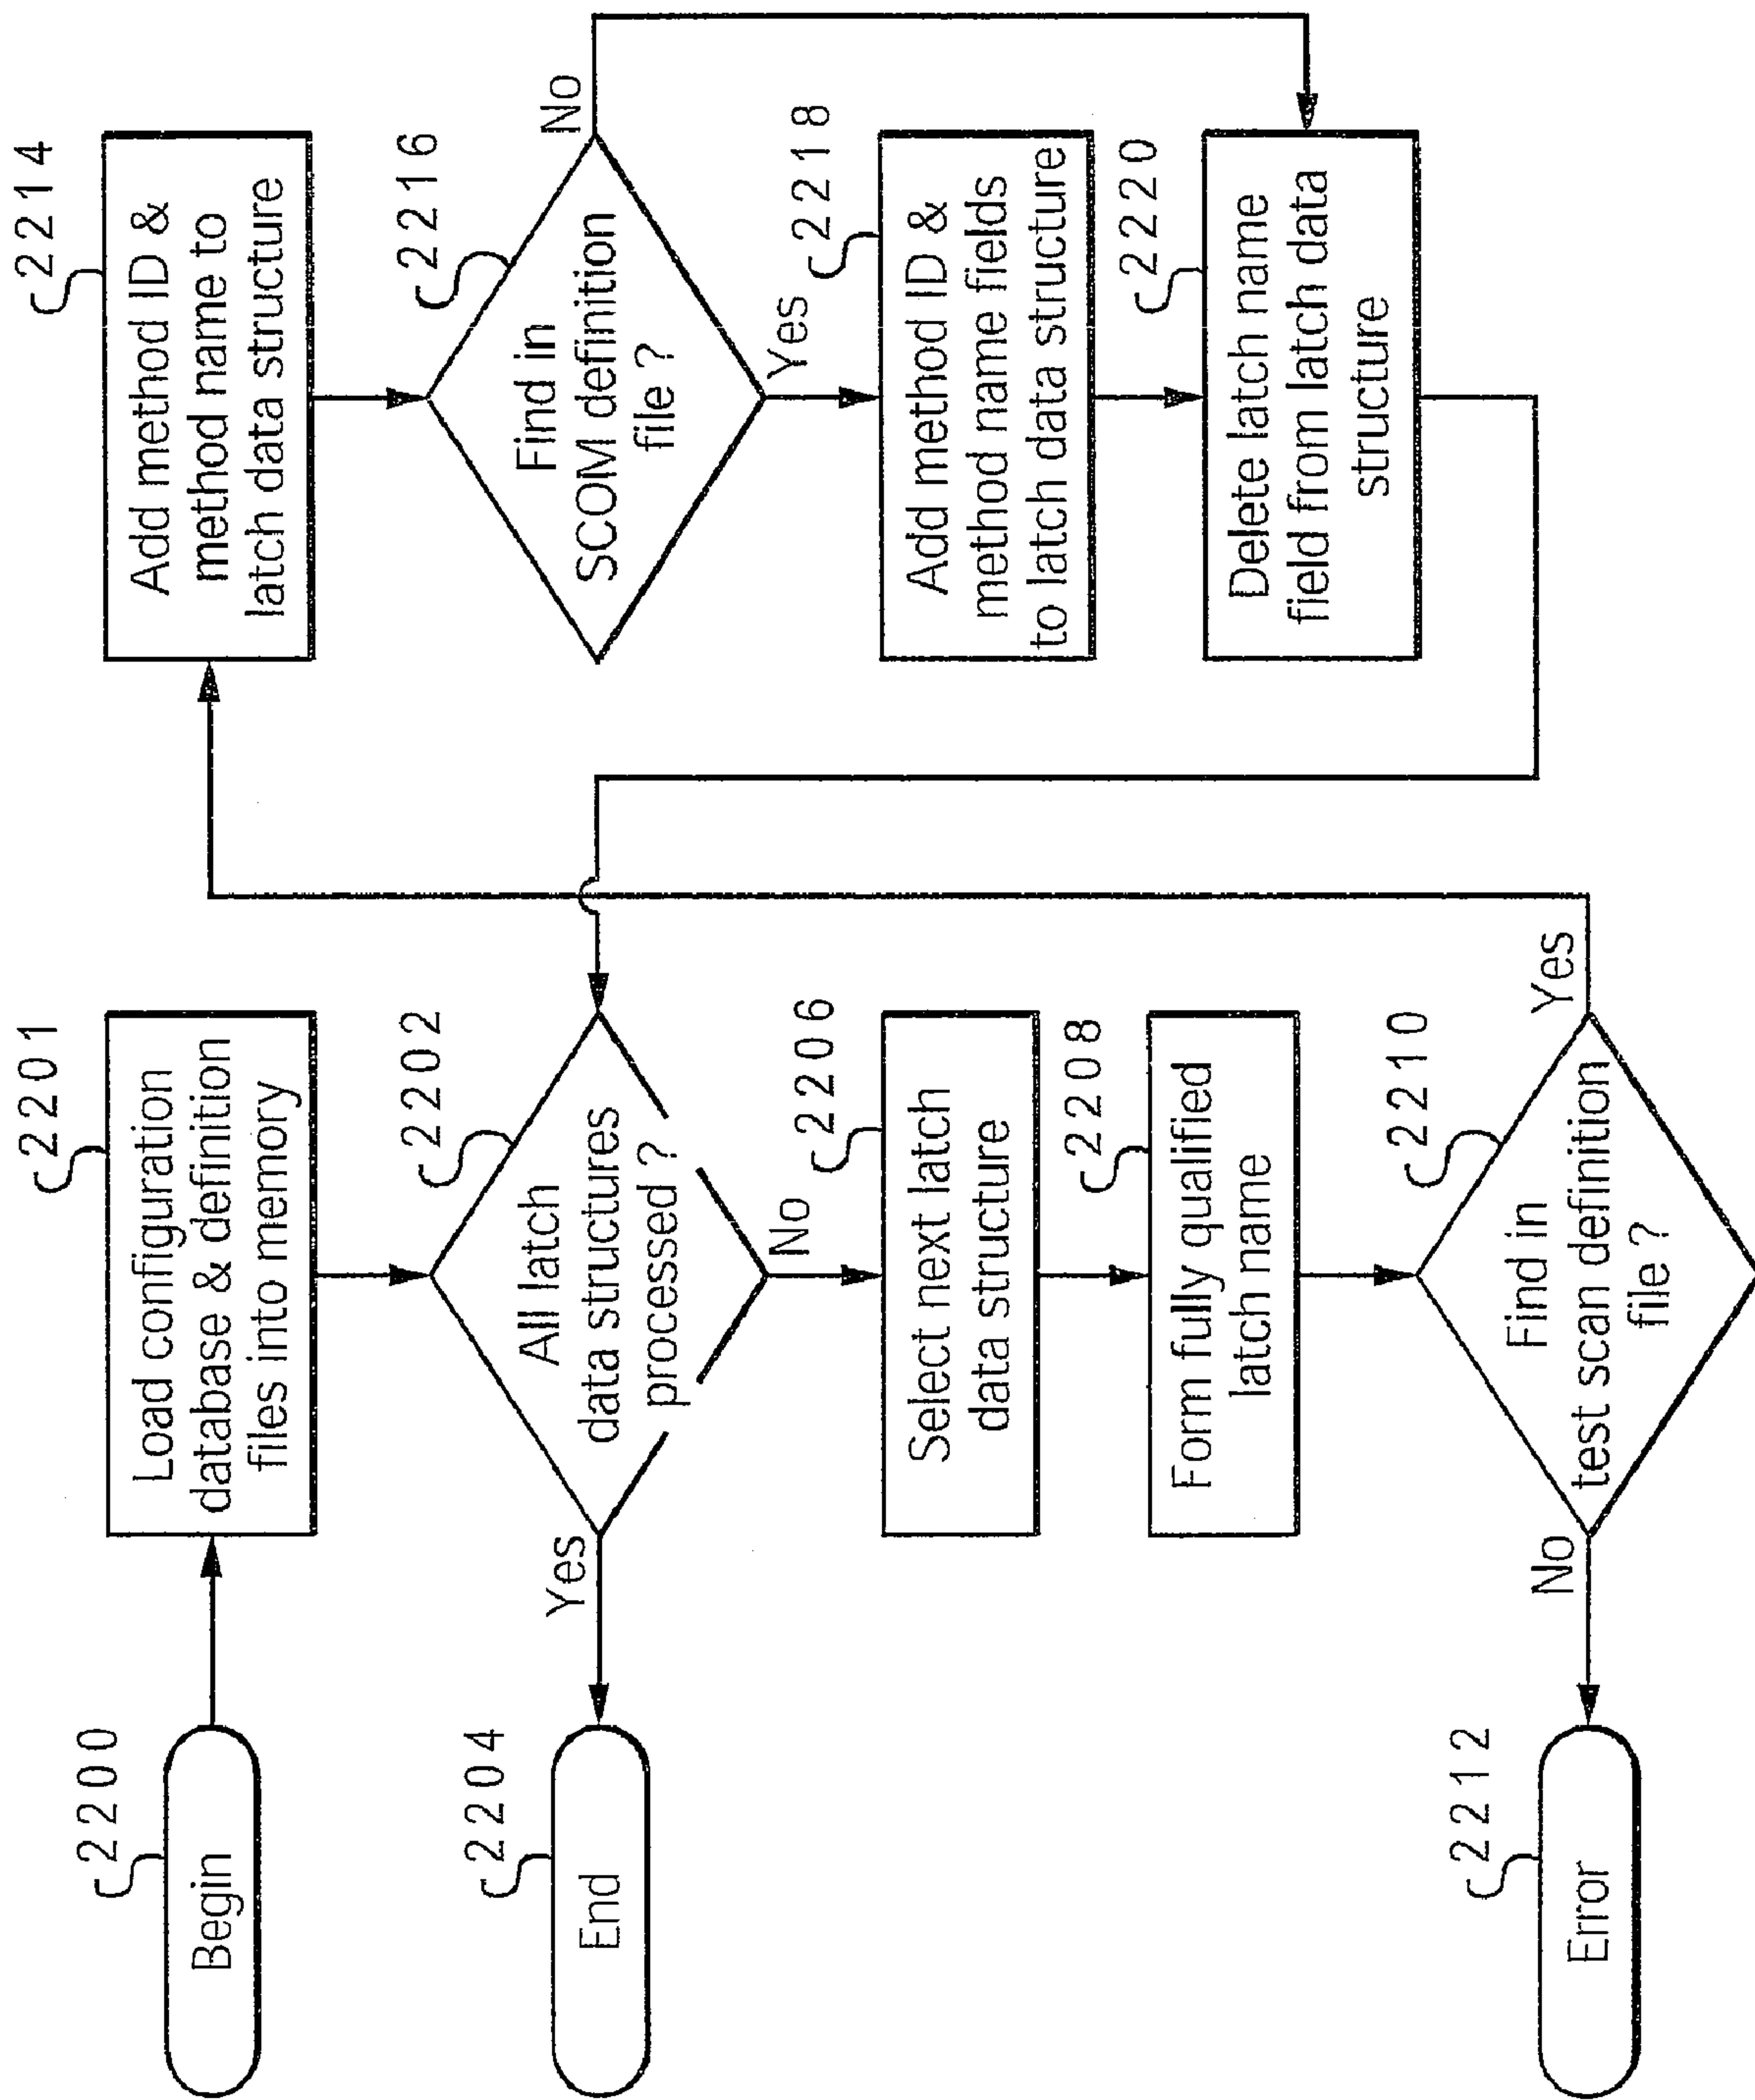 2200
Begin
2201
Load configuration
database & definition
files into memory
2202
All latch
data structures
processed ?
Yes
No
2204
End
2206
Select next latch
data structure
2208
Form fully qualified
latch name
2210
Find in
test scan definition
file ?
No
Yes
2212
Error
2214
Add method ID &
method name to
latch data structure
2216
Find in
SCOM definition
file ?
No
Yes
2218
Add method ID &
method name fields
to latch data structure
2220
Delete latch name
field from latch data
structure